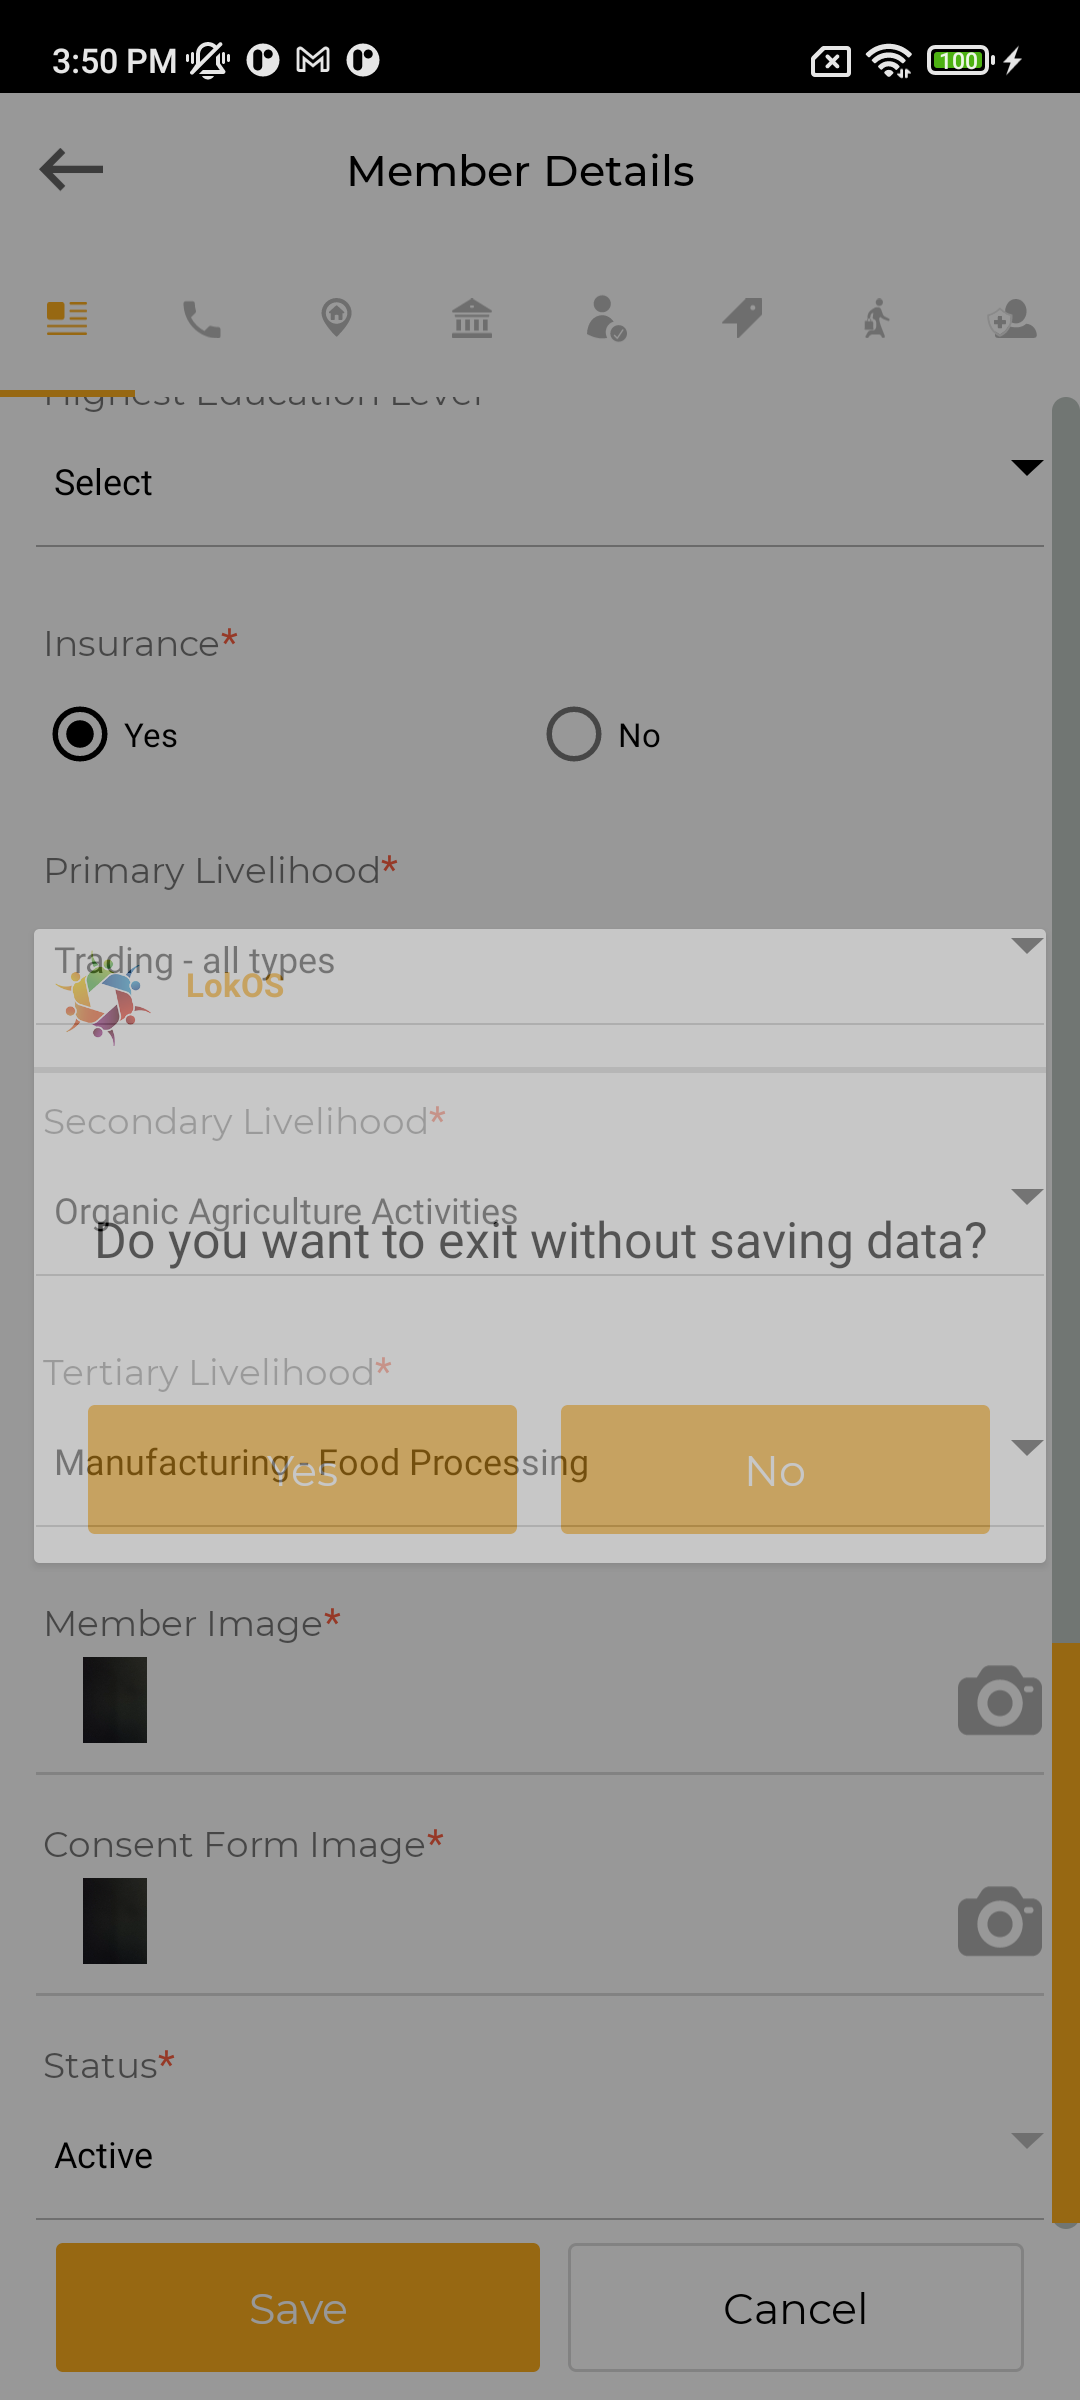 3:50 PM
100
Member Details
Highest Education Level
Select
Insurance*
Yes
No
Primary Livelihood*
Trading - all types
LokOS
Secondary Livelihood*
Organic Agriculture Activities
Do you want to exit without saving data?
Tertiary Livelihood*
Manufacturing - Food Processing
Yes
No
Member Image*
Consent Form Image*
Status*
Active
Save
Cancel